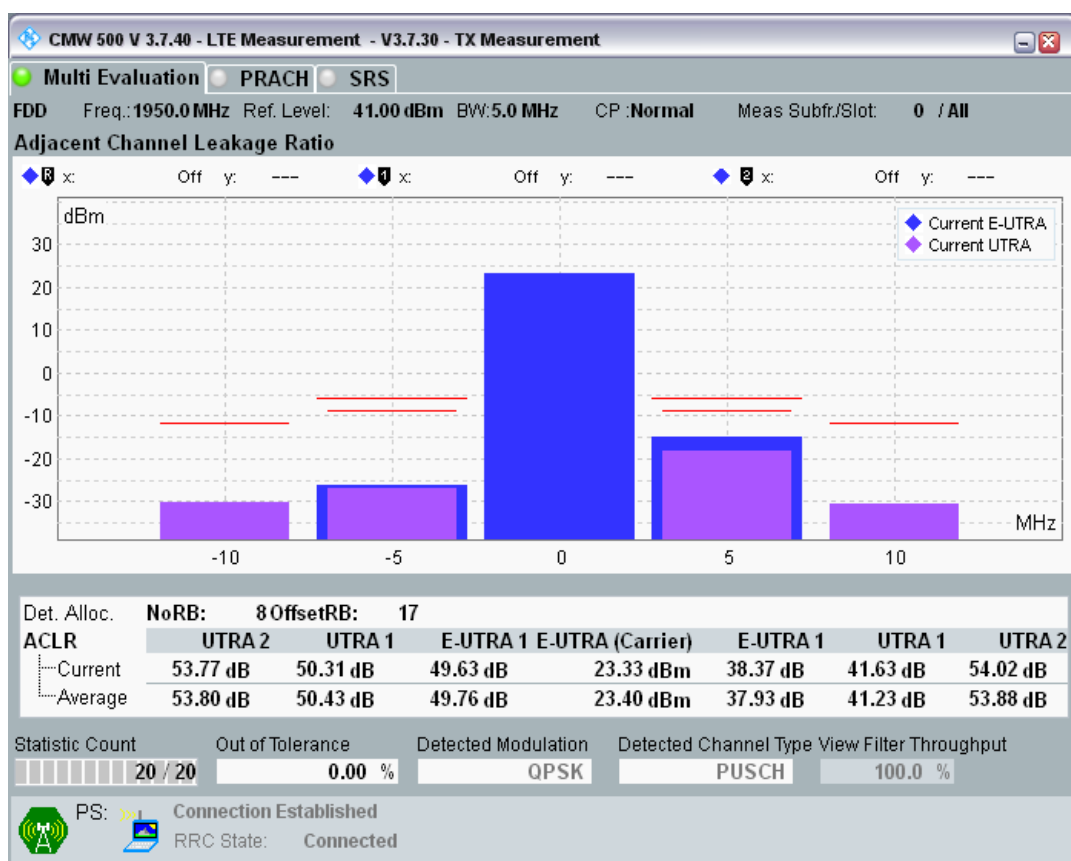 CMW 500 V 3.7.40 - LTE Measurement - V3.7.30 - TX Measurement
Multi Evaluation PRACH SRS
FDD Freq.: 1950.0 MHz Ref. Level: 41.00 dBm BW: 5.0 MHz CP : Normal Meas Subfr./Slot: 0 / All
Adjacent Channel Leakage Ratio
R x: Off y: --- 1 x: Off y: --- 2 x: Off y: ---
dBm
Current E-UTRA
Current UTRA
30
20
10
0
-10
-20
-30
MHz
-10 -5 0 5 10
Det. Alloc. NoRB: 8 OffsetRB: 17
ACLR UTRA 2 UTRA 1 E-UTRA 1 E-UTRA (Carrier) E-UTRA 1 UTRA 1 UTRA 2
Current 53.77 dB 50.31 dB 49.63 dB 23.33 dBm 38.37 dB 41.63 dB 54.02 dB
Average 53.80 dB 50.43 dB 49.76 dB 23.40 dBm 37.93 dB 41.23 dB 53.88 dB
Statistic Count Out of Tolerance Detected Modulation Detected Channel Type View Filter Throughput
20 / 20 0.00 % QPSK PUSCH 100.0 %
PS: Connection Established
RRC State: Connected